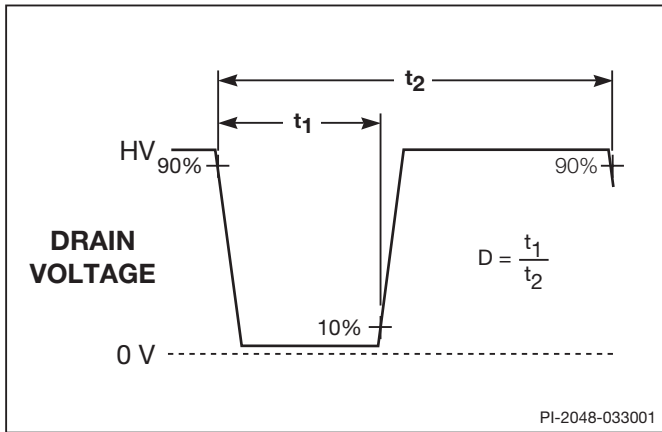 t2
t1
HV
90%
90%
DRAIN
VOLTAGE
D = t1/t2
10%
0 V
PI-2048-033001